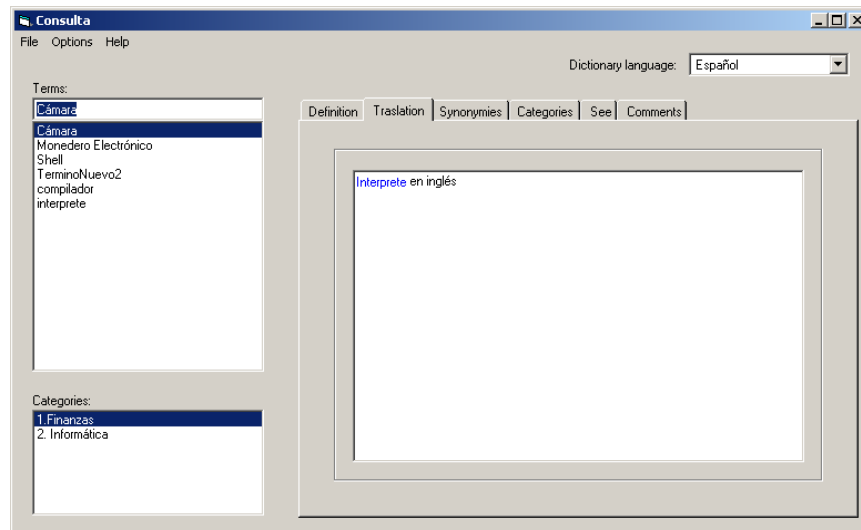 Consulta
File Options Help
Dictionary language: Español
Terms:
Cámara
Cámara
Monedero Electrónico
Shell
TerminoNuevo2
compilador
interprete
Definition Traslation Synonymies Categories See Comments
Interprete en inglés
Categories:
1.Finanzas
2. Informática